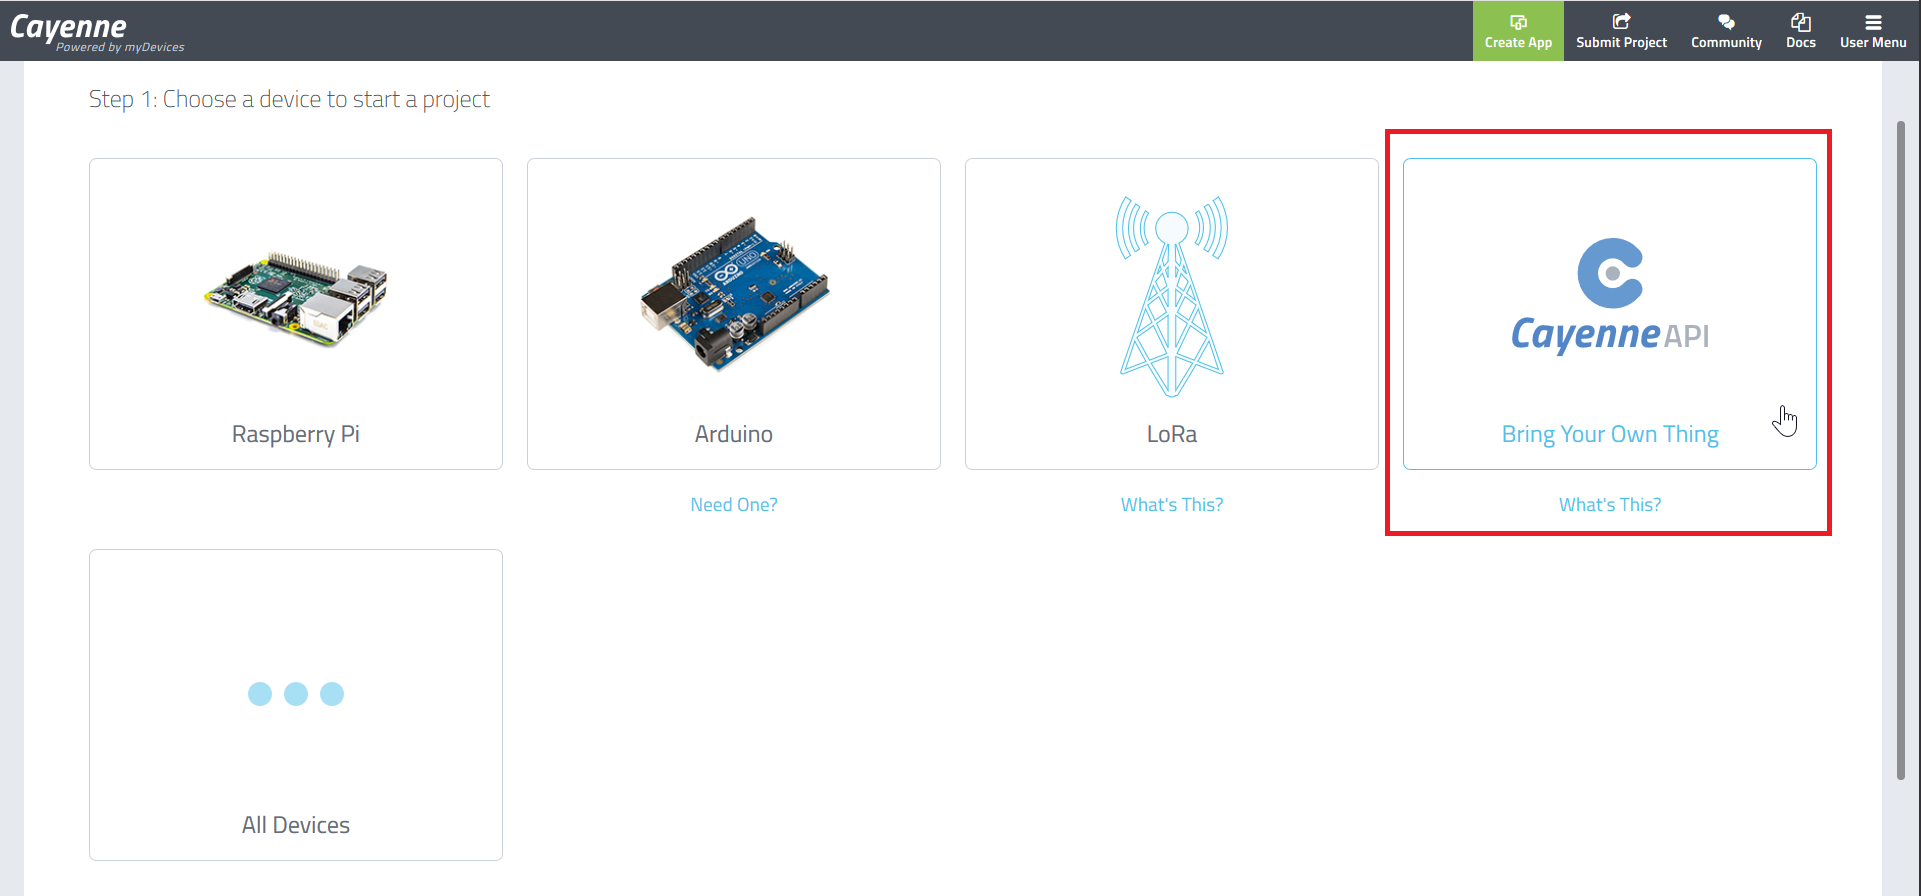 Cayenne
Powered by myDevices
Create App
Submit Project
Community
Docs
User Menu
Step 1: Choose a device to start a project
Raspberry Pi
Arduino
LoRa
Cayenne API
Bring Your Own Thing
Need One?
What's This?
What's This?
All Devices